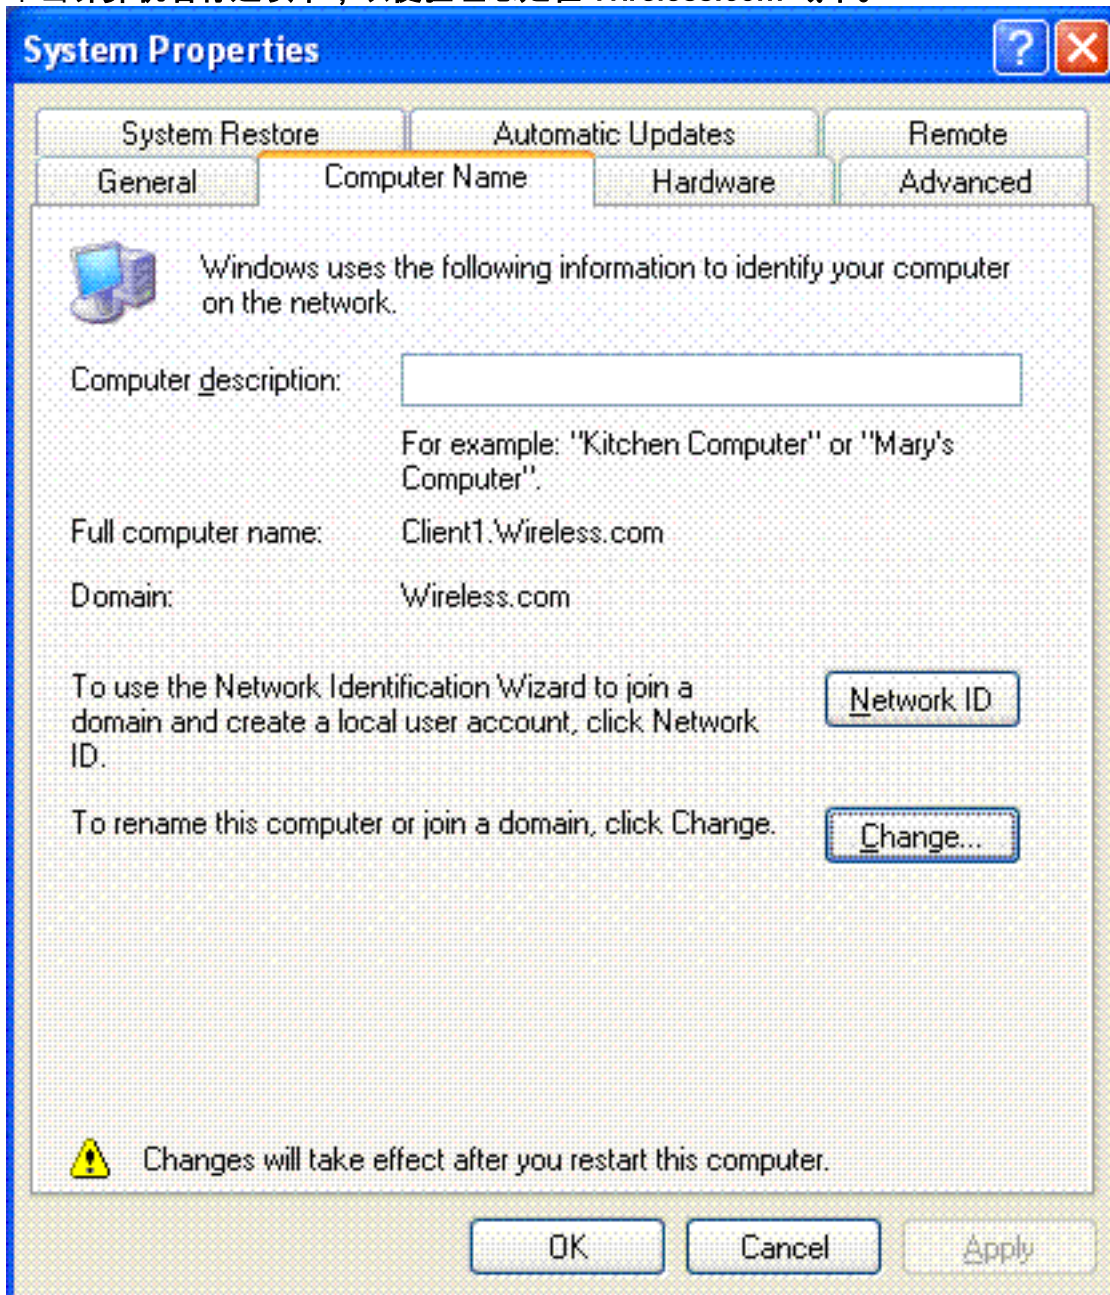 System Properties
System Restore
Automatic Updates
Remote
General
Computer Name
Hardware
Advanced
Windows uses the following information to identify your computer
on the network.
Computer description:
For example: "Kitchen Computer" or "Mary's
Computer".
Full computer name:
Client1.Wireless.com
Domain:
Wireless.com
To use the Network Identification Wizard to join a
domain and create a local user account, click Network
ID.
Network ID
To rename this computer or join a domain, click Change.
Change...
Changes will take effect after you restart this computer.
OK
Cancel
Apply